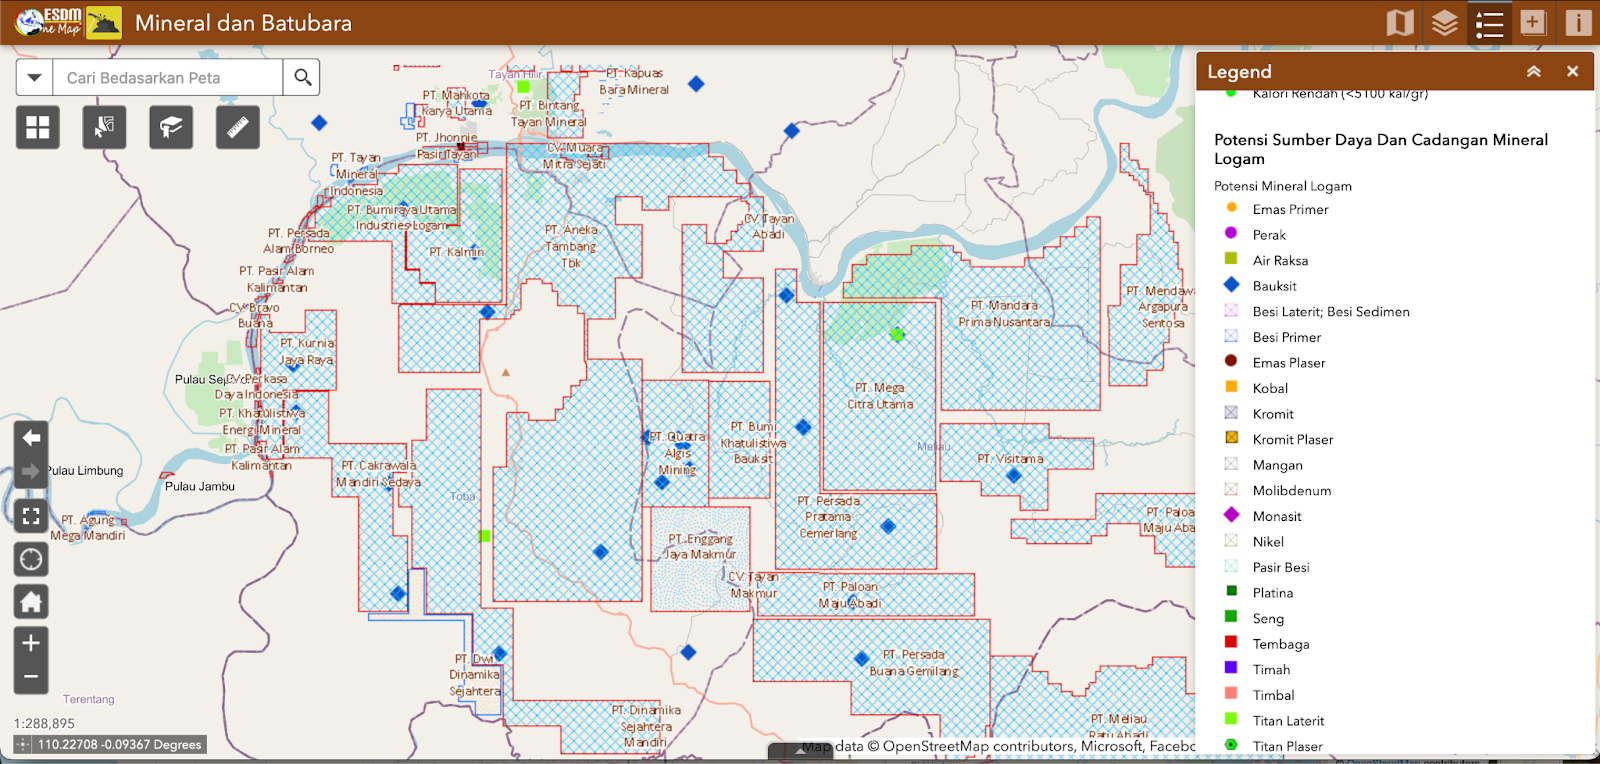 ESDM
ne Map
Mineral dan Batubara
Cari Bedasarkan Peta
Legend
Kalori Rendah (<5100 kal/gr)
Potensi Sumber Daya Dan Cadangan Mineral
Logam
Potensi Mineral Logam
Emas Primer
Perak
Air Raksa
Bauksit
Besi Laterit; Besi Sedimen
Besi Primer
Emas Plaser
Kobal
Kromit
Kromit Plaser
Mangan
Molibdenum
Monasit
Nikel
Pasir Besi
Platina
Seng
Tembaga
Timah
Timbal
Titan Laterit
Titan Plaser
Tayan Hilir
PT. Kapuas
Bara Mineral
PT. Mahkota
Karya Utama
PT. Bintang
Tayan Mineral
PT. Jhonnie
Pasir Tayan
CV. Muara
Mitra Sejati
PT. Tayan
Mineral
Indonesia
PT. Bumiraya Utama
Industries Logam
PT. Kalmin
PT. Aneka
Tambang
Tbk
CV. Tayan
Abadi
PT. Persada
Alam Borneo
PT. Pasir Alam
Kalimantan
CV. Bravo
Buana
PT. Kurnia
Jaya Raya
PT. Mandara
Prima Nusantara
PT. Mendaw
Argapura
Sentosa
CV. Perkasa
Daya Indonesia
PT. Khatulistiwa
Energi Mineral
PT. Pasir Alam
Kalimantan
PT. Mega
Citra Utama
PT. Quatra
Algis
Mining
PT. Bumi
Khatulistiwa
Bauksit
Meliau
PT. Visitama
Pulau Limbung
Pulau Jambu
PT. Cakrawala
Mandiri Sedaya
Toba
PT. Persada
Pratama
Cemerlang
PT. Paloa
Maju Aba
PT. Agung
Mega Mandiri
PT. Enggang
Jaya Makmur
CV. Tayan
Makmur
PT. Paloan
Maju Abadi
PT. Dwi
Dinamika
Sejahtera
PT. Persada
Buana Gemilang
Terentang
PT. Dinamika
Sejahtera
Mandiri
PT. Meliau
Ratu Abadi
1:288,895
110.22708 -0.09367 Degrees
Map data © OpenStreetMap contributors, Microsoft, Facebo